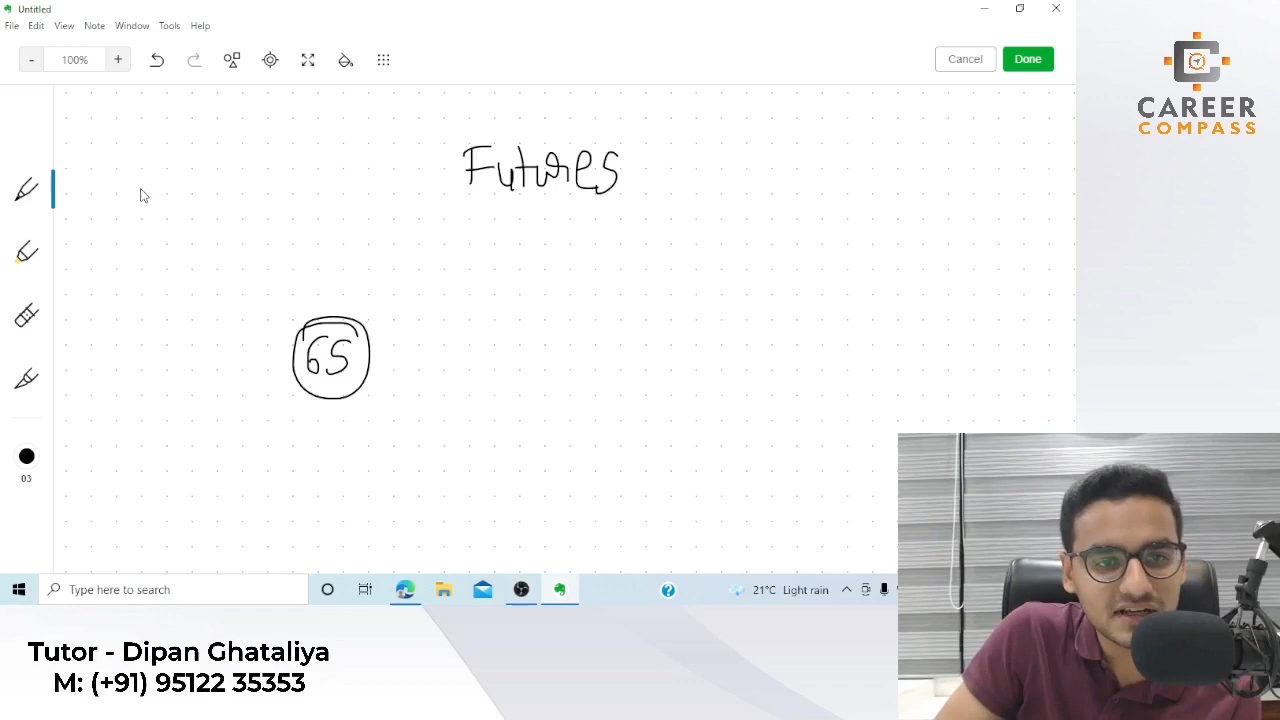 Untitled
File Edit View Note Window Tools Help
- 100% +
Cancel Done
CAREER
COMPASS
Futures
65
03
Type here to search
21°C Light rain
Tutor - Dipan Ghataliya
M: (+91) 95122 35353